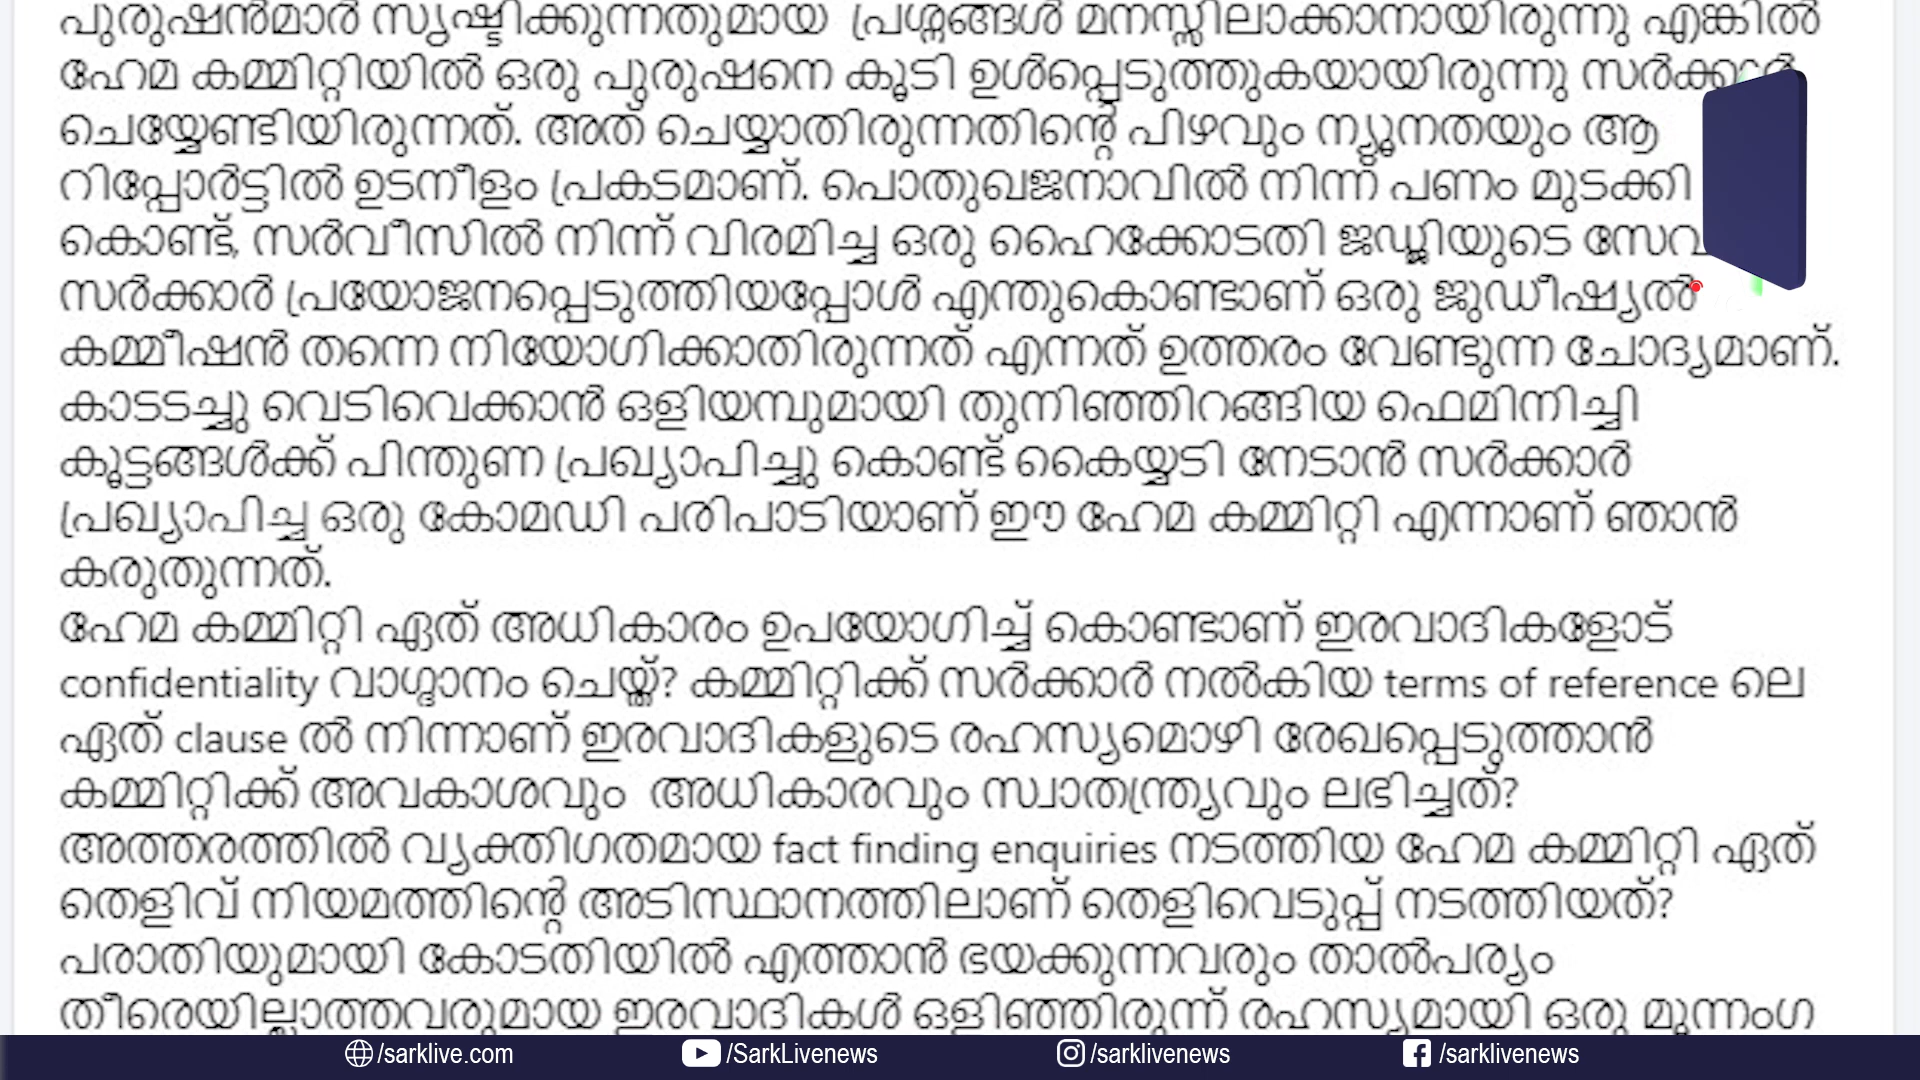 പുരുഷൻമാർ സൃഷ്ടിക്കുന്നതുമായ പ്രശ്നങ്ങൾ മനസ്സിലാക്കാനായിരുന്നു എങ്കിൽ
ഹേമ കമ്മിറ്റിയിൽ ഒരു പുരുഷനെ കൂടി ഉൾപ്പെടുത്തുകയായിരുന്നു സർക്കാർ
ചെയ്യേണ്ടിയിരുന്നത്. അത് ചെയ്യാതിരുന്നതിന്റെ പിഴവും ന്യൂനതയും ആ
റിപ്പോർട്ടിൽ ഉടനീളം പ്രകടമാണ്. പൊതുഖജനാവിൽ നിന്ന് പണം മുടക്കി
കൊണ്ട്, സർവീസിൽ നിന്ന് വിരമിച്ച ഒരു ഹൈക്കോടതി ജഡ്ജിയുടെ
സർക്കാർ പ്രയോജനപ്പെടുത്തിയപ്പോൾ എന്തുകൊണ്ടാണ് ഒരു ജുഡീഷ്യൽ
കമ്മീഷൻ തന്നെ നിയോഗിക്കാതിരുന്നത് എന്നത് ഉത്തരം വേണ്ടുന്ന ചോദ്യമാണ്.
കാടടച്ചു വെടിവെക്കാൻ ഒളിയമ്പുമായി തുനിഞ്ഞിറങ്ങിയ ഫെമിനിച്ചി
കൂട്ടങ്ങൾക്ക് പിന്തുണ പ്രഖ്യാപിച്ചു കൊണ്ട് കൈയ്യടി നേടാൻ സർക്കാർ
പ്രഖ്യാപിച്ച ഒരു കോമഡി പരിപാടിയാണ് ഈ ഹേമ കമ്മിറ്റി എന്നാണ് ഞാൻ
കരുതുന്നത്.
ഹേമ കമ്മിറ്റി ഏത് അധികാരം ഉപയോഗിച്ച് കൊണ്ടാണ് ഇരവാദികളോട്
confidentiality വാഗ്ദാനം ചെയ്ത്? കമ്മിറ്റിക്ക് സർക്കാർ നൽകിയ terms of reference ലെ
ഏത് clause ൽ നിന്നാണ് ഇരവാദികളുടെ രഹസ്യമൊഴി രേഖപ്പെടുത്താൻ
കമ്മിറ്റിക്ക് അവകാശവും അധികാരവും സ്വാതന്ത്ര്യവും ലഭിച്ചത്?
അത്തരത്തിൽ വ്യക്തിഗതമായ fact finding enquiries നടത്തിയ ഹേമ കമ്മിറ്റി ഏത്
തെളിവ് നിയമത്തിന്റെ അടിസ്ഥാനത്തിലാണ് തെളിവെടുപ്പ് നടത്തിയത്?
പരാതിയുമായി കോടതിയിൽ എത്താൻ ഭയക്കുന്നവരും താൽപര്യം
തീരെയില്ലാത്തവരുമായ ഇരവാദികൾ ഒളിഞ്ഞിരുന്ന് രഹസ്യമായി ഒരു മൂന്നംഗ
/sarklive.com /SarkLivenews /sarklivenews /sarklivenews